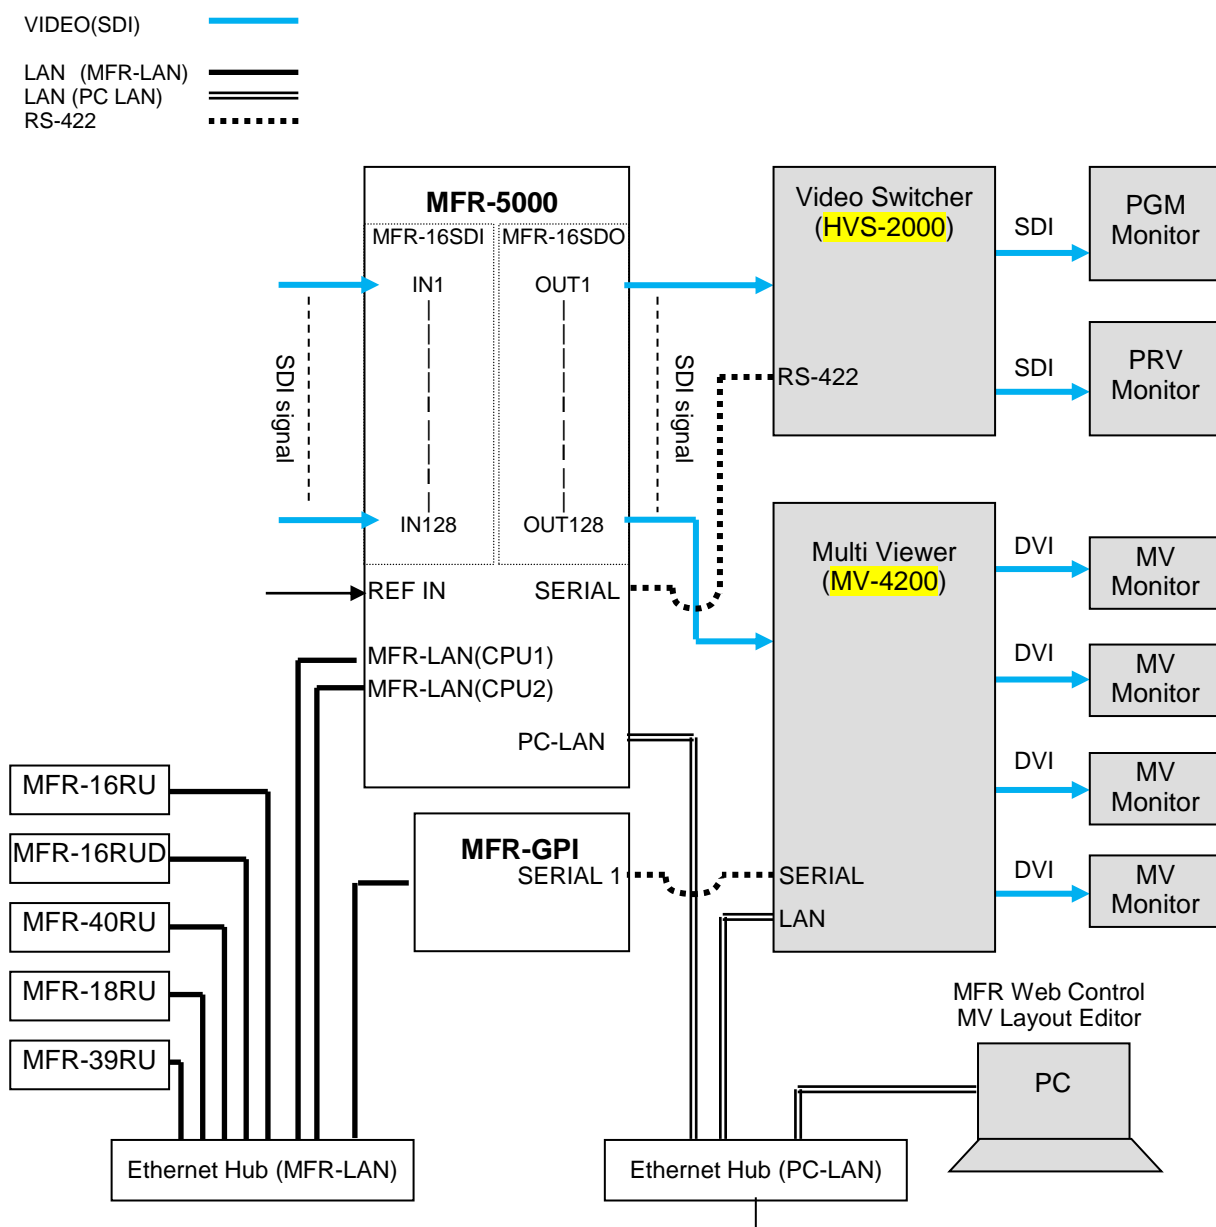 VIDEO(SDI)
LAN (MFR-LAN)
LAN (PC LAN)
RS-422
MFR-5000
MFR-16SDI
MFR-16SDO
IN1
OUT1
SDI signal
SDI signal
IN128
OUT128
REF IN
SERIAL
MFR-LAN(CPU1)
MFR-LAN(CPU2)
PC-LAN
Video Switcher
(HVS-2000)
RS-422
SDI
PGM
Monitor
SDI
PRV
Monitor
Multi Viewer
(MV-4200)
SERIAL
LAN
DVI
MV
Monitor
DVI
MV
Monitor
DVI
MV
Monitor
DVI
MV
Monitor
MFR-16RU
MFR-16RUD
MFR-40RU
MFR-18RU
MFR-39RU
MFR-GPI
SERIAL 1
MFR Web Control
MV Layout Editor
PC
Ethernet Hub (MFR-LAN)
Ethernet Hub (PC-LAN)